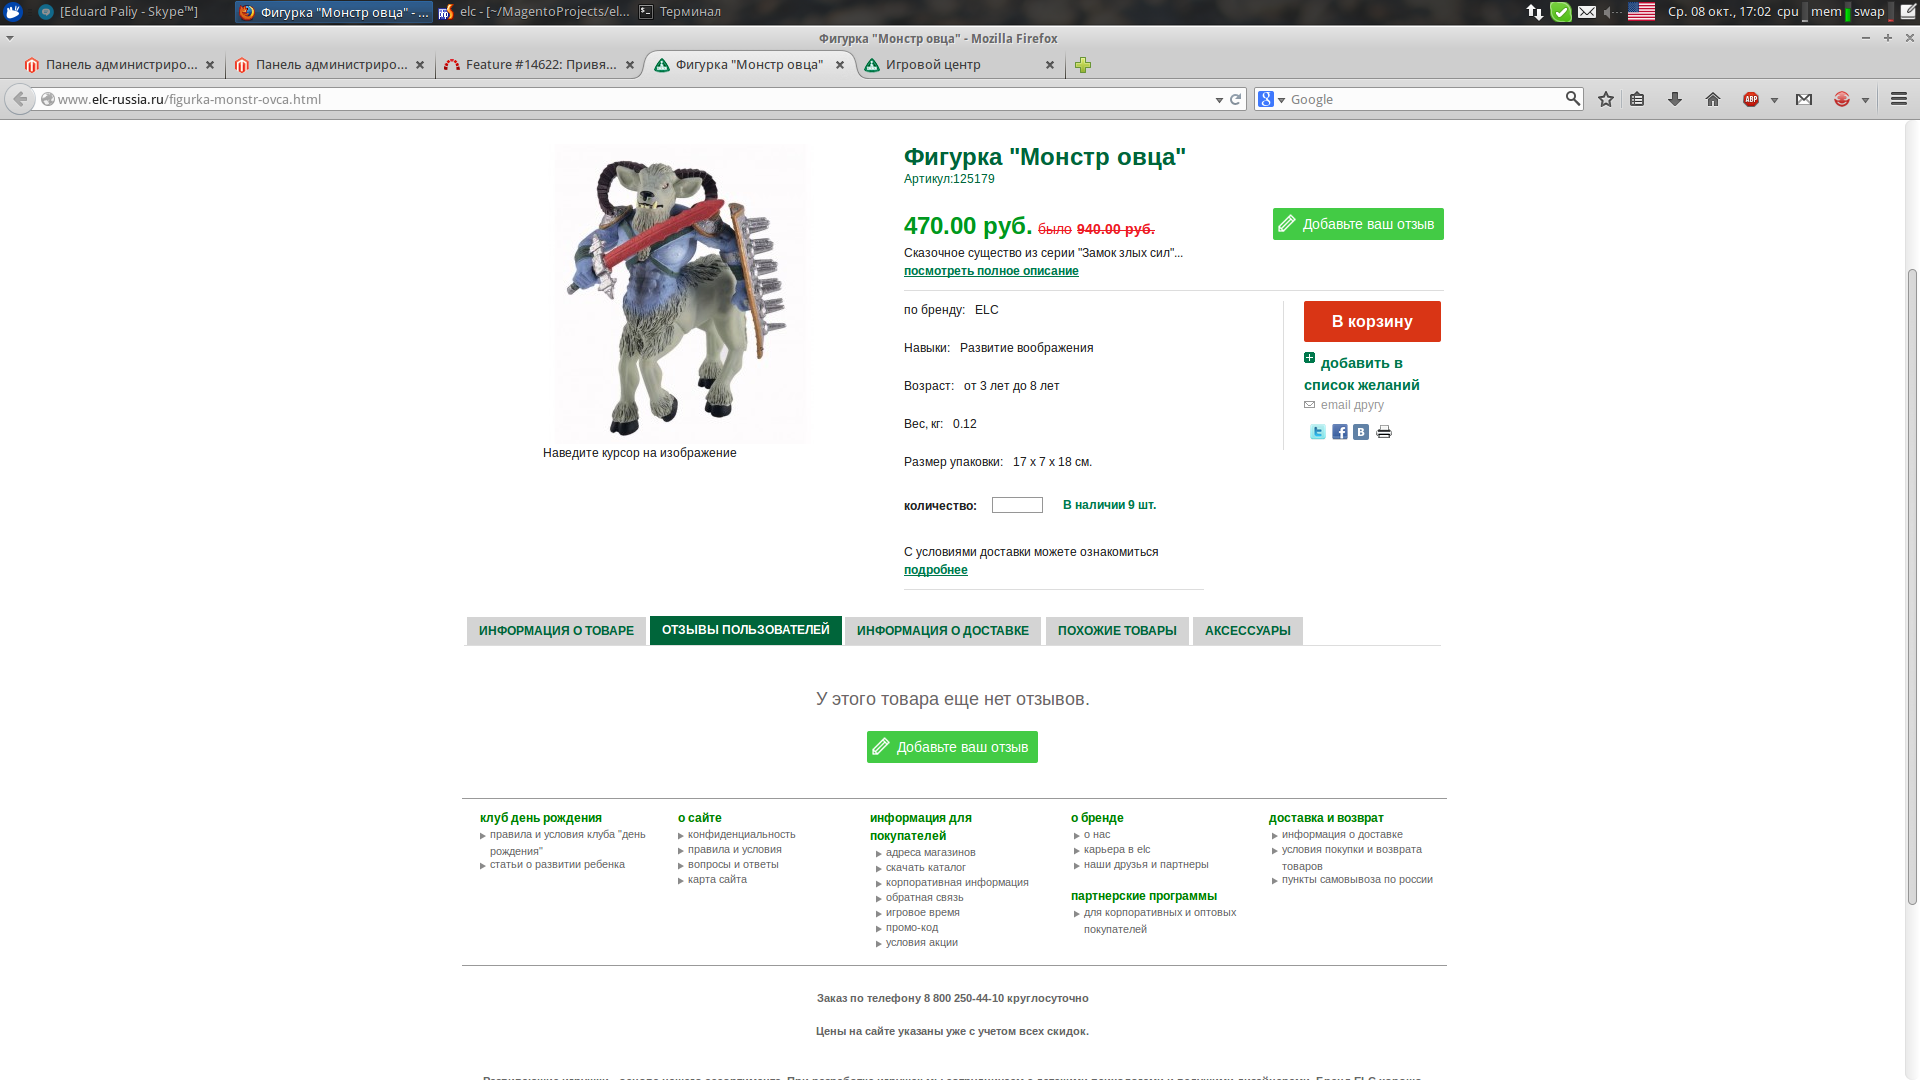 [Eduard Paliy - Skype™]
Фигурка "Монстр овца" - ...
elc - [~/MagentoProjects/el...
Терминал
Ср. 08 окт., 17:02 cpu mem swap
Фигурка "Монстр овца" - Mozilla Firefox
Панель администриро...
Панель администриро...
Feature #14622: Привя...
Фигурка "Монстр овца"
Игровой центр
www.elc-russia.ru/figurka-monstr-ovca.html
Google
ABP
Фигурка "Монстр овца"
Артикул:125179
470.00 руб. было 940.00 руб.
Добавьте ваш отзыв
Сказочное существо из серии "Замок злых сил"...
посмотреть полное описание
по бренду: ELC
Навыки: Развитие воображения
Возраст: от 3 лет до 8 лет
Вес, кг: 0.12
Размер упаковки: 17 x 7 x 18 см.
количество:
В наличии 9 шт.
В корзину
добавить в
список желаний
email другу
Наведите курсор на изображение
С условиями доставки можете ознакомиться
подробнее
ИНФОРМАЦИЯ О ТОВАРЕ
ОТЗЫВЫ ПОЛЬЗОВАТЕЛЕЙ
ИНФОРМАЦИЯ О ДОСТАВКЕ
ПОХОЖИЕ ТОВАРЫ
АКСЕССУАРЫ
У этого товара еще нет отзывов.
Добавьте ваш отзыв
клуб день рождения
правила и условия клуба "день
рождения"
статьи о развитии ребенка
о сайте
конфиденциальность
правила и условия
вопросы и ответы
карта сайта
информация для
покупателей
адреса магазинов
скачать каталог
корпоративная информация
обратная связь
игровое время
промо-код
условия акции
о бренде
о нас
карьера в elc
наши друзья и партнеры
партнерские программы
для корпоративных и оптовых
покупателей
доставка и возврат
информация о доставке
условия покупки и возврата
товаров
пункты самовывоза по россии
Заказ по телефону 8 800 250-44-10 круглосуточно
Цены на сайте указаны уже с учетом всех скидок.